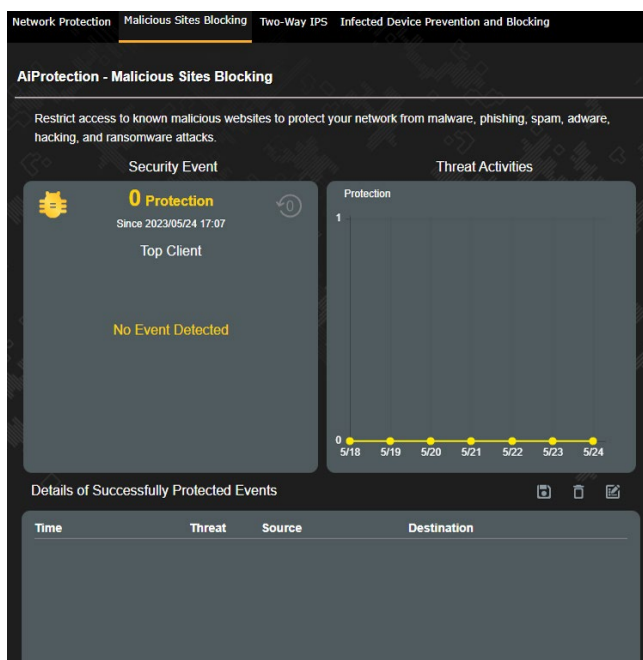 Network Protection Malicious Sites Blocking Two-Way IPS Infected Device Prevention and Blocking
AiProtection - Malicious Sites Blocking
Restrict access to known malicious websites to protect your network from malware, phishing, spam, adware,
hacking, and ransomware attacks.
Security Event
0 Protection
Since 2023/05/24 17:07
0
Top Client
No Event Detected
Threat Activities
Protection
1
0
5/18 5/19 5/20 5/21 5/22 5/23 5/24
Details of Successfully Protected Events
Time Threat Source Destination